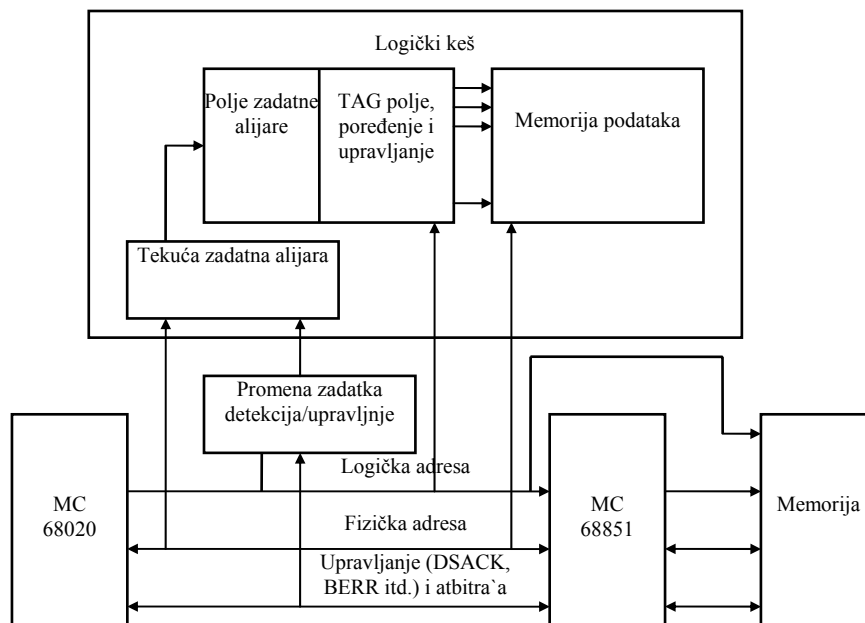 Logički keš
Polje zadatne
alijare
TAG polje,
poređenje i
upravljanje
Memorija podataka
Tekuća zadatna alijara
Promena zadatka
detekcija/upravljnje
Logička adresa
MC
68020
Fizička adresa
MC
68851
Memorija
Upravljanje (DSACK,
BERR itd.) i atbitra`a